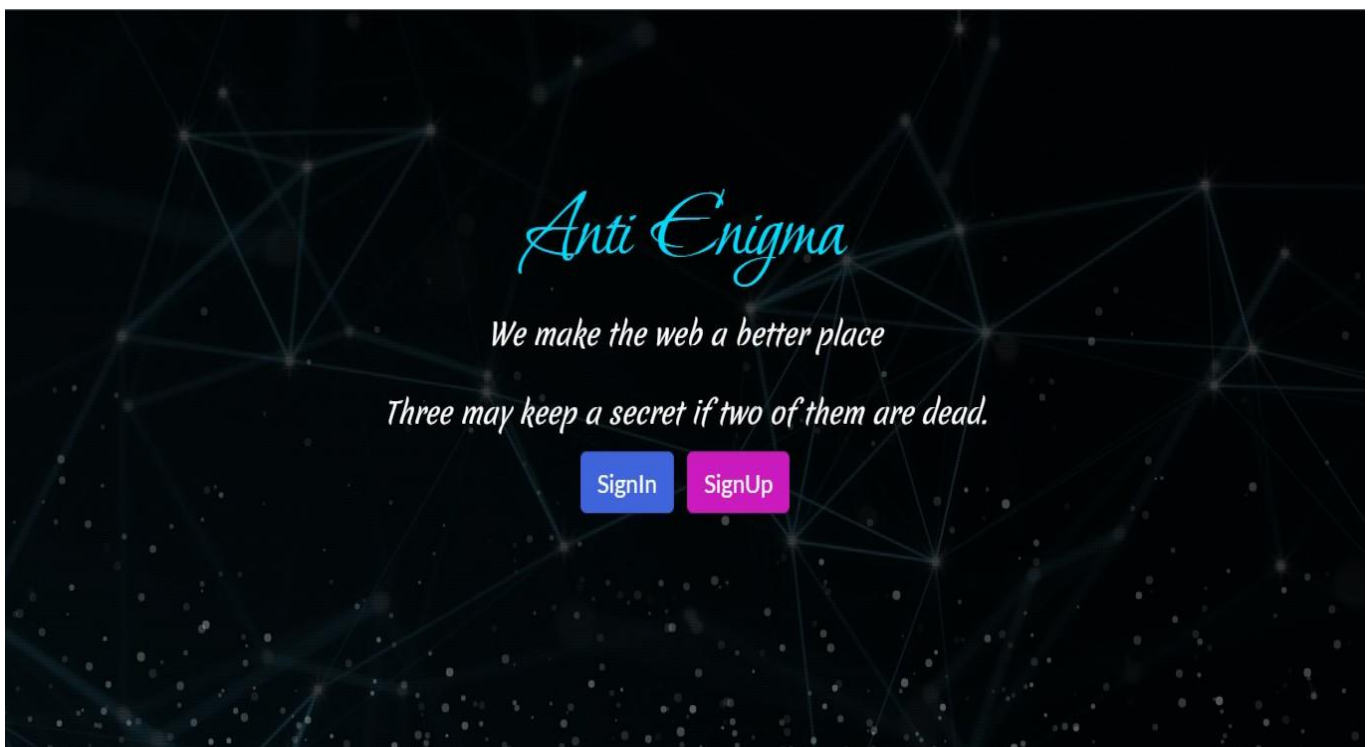 Anti Enigma
We make the web a better place
Three may keep a secret if two of them are dead.
SignIn SignUp